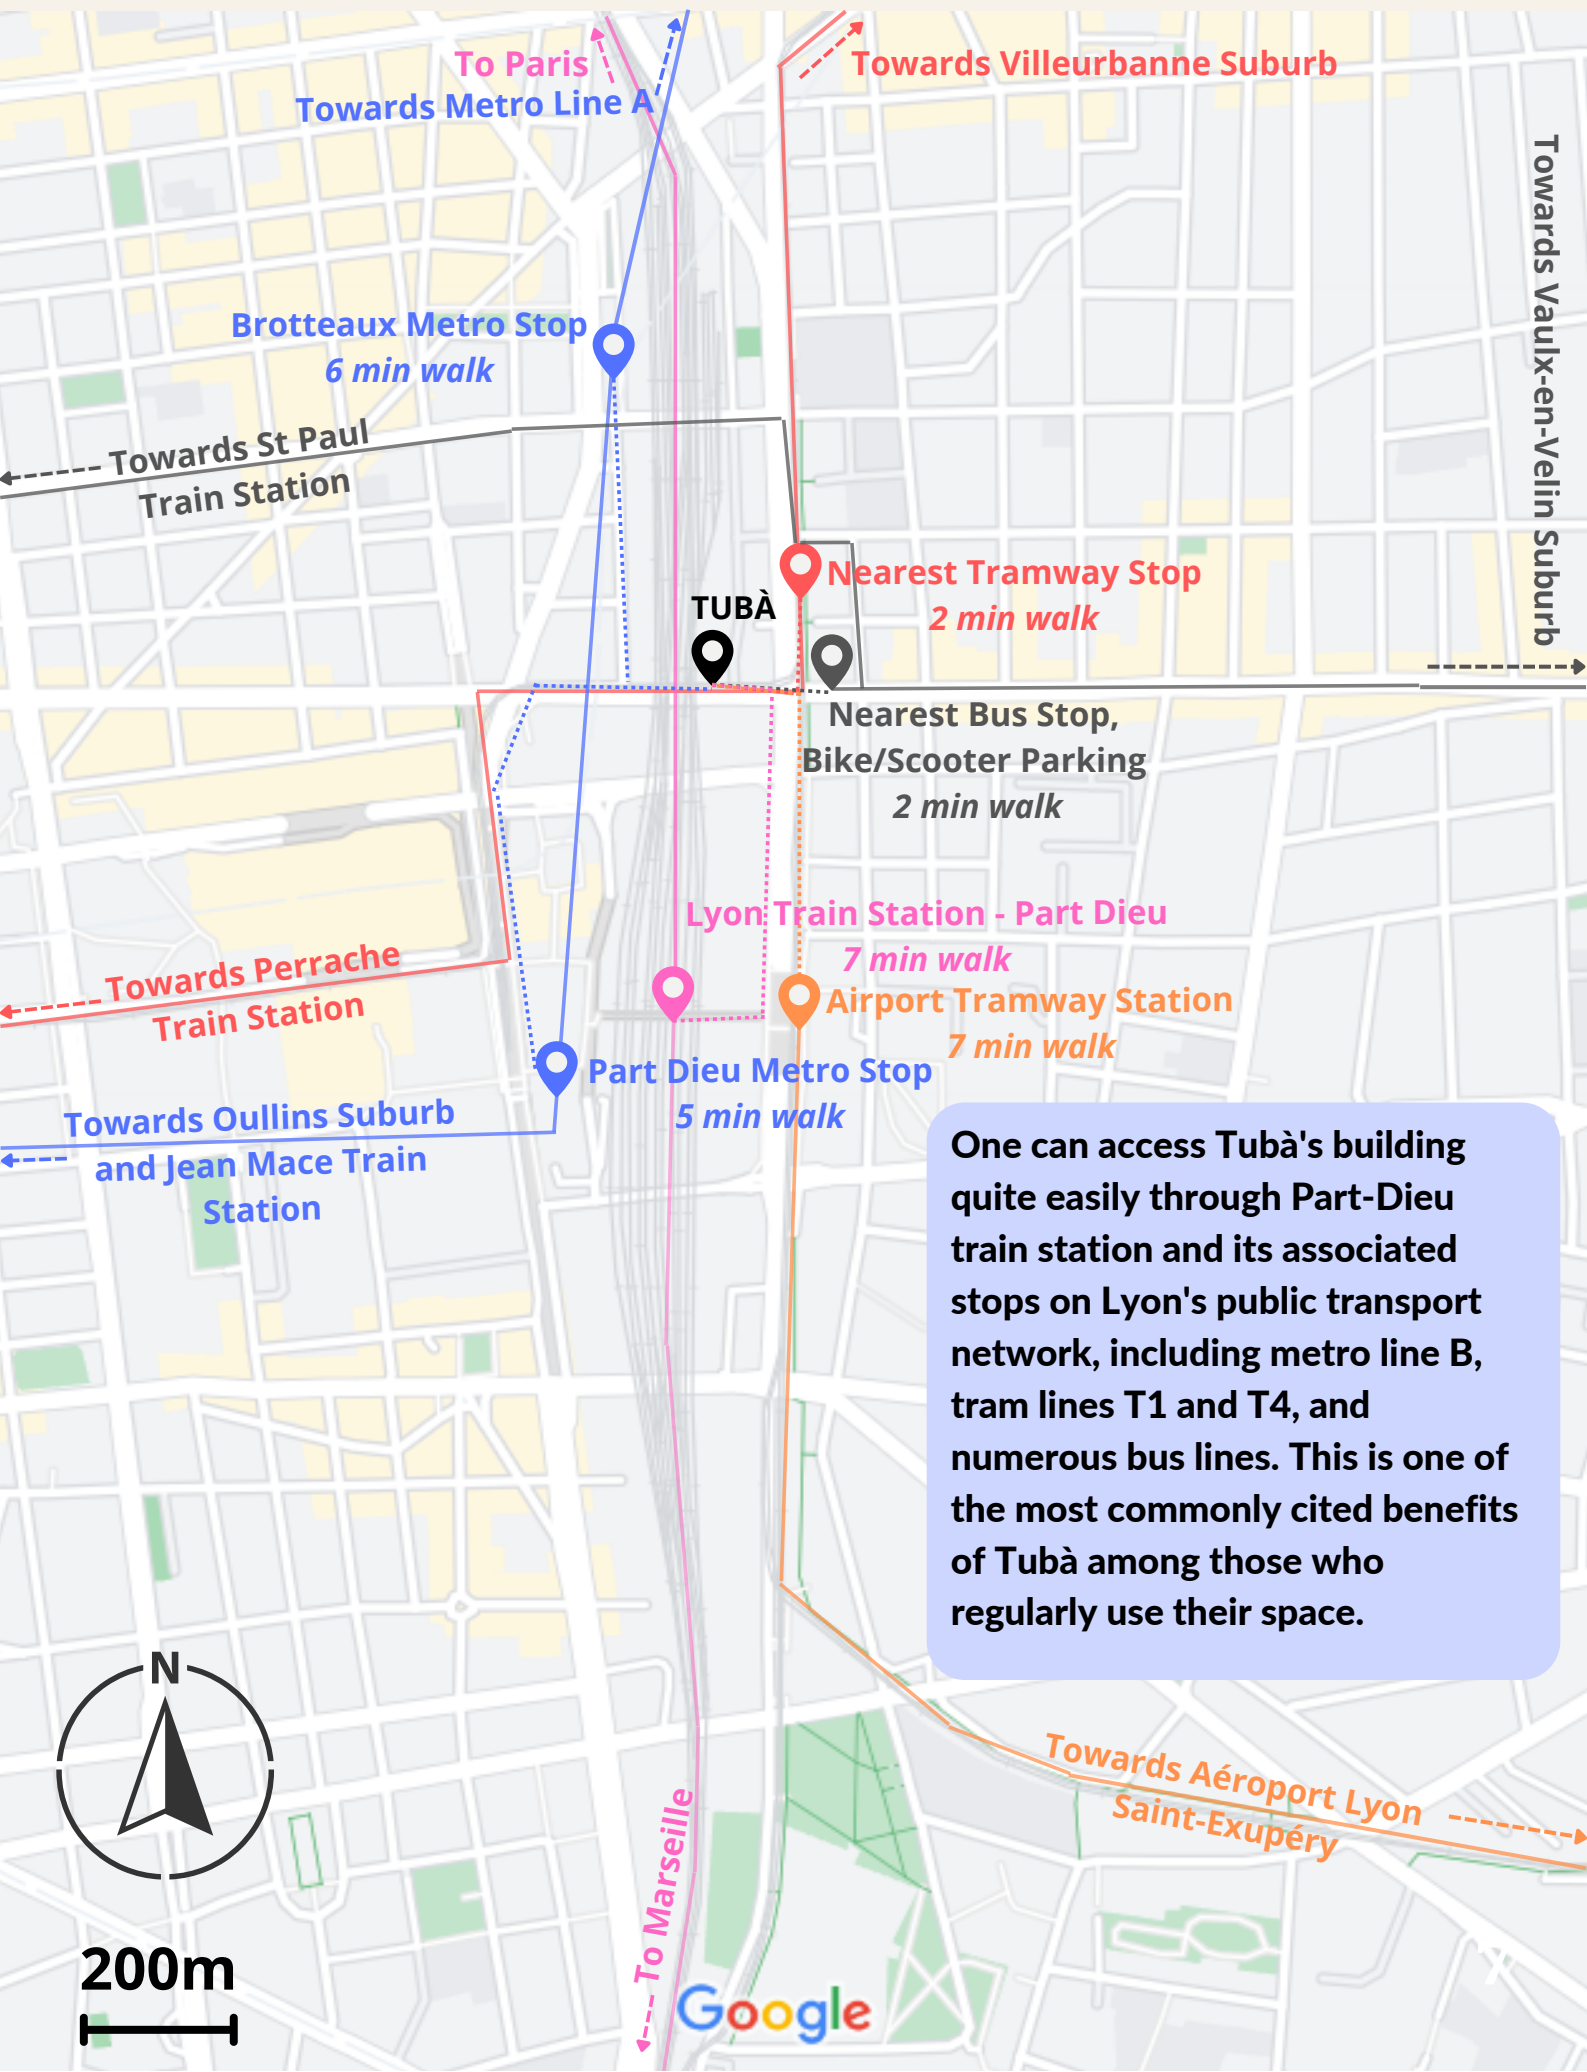 To Paris
Towards Metro Line A
Towards Villeurbanne Suburb
Towards Vaulx-en-Velin Suburb
Brotteaux Metro Stop
6 min walk
Towards St Paul
Train Station
Nearest Tramway Stop
2 min walk
TUBÀ
Nearest Bus Stop,
Bike/Scooter Parking
2 min walk
Lyon Train Station - Part Dieu
7 min walk
Towards Perrache
Train Station
Airport Tramway Station
7 min walk
Part Dieu Metro Stop
5 min walk
Towards Oullins Suburb
and Jean Mace Train
Station
One can access Tubà's building
quite easily through Part-Dieu
train station and its associated
stops on Lyon's public transport
network, including metro line B,
tram lines T1 and T4, and
numerous bus lines. This is one of
the most commonly cited benefits
of Tubà among those who
regularly use their space.
N
Towards Aéroport Lyon
Saint-Exupéry
To Marseille
200m
Google